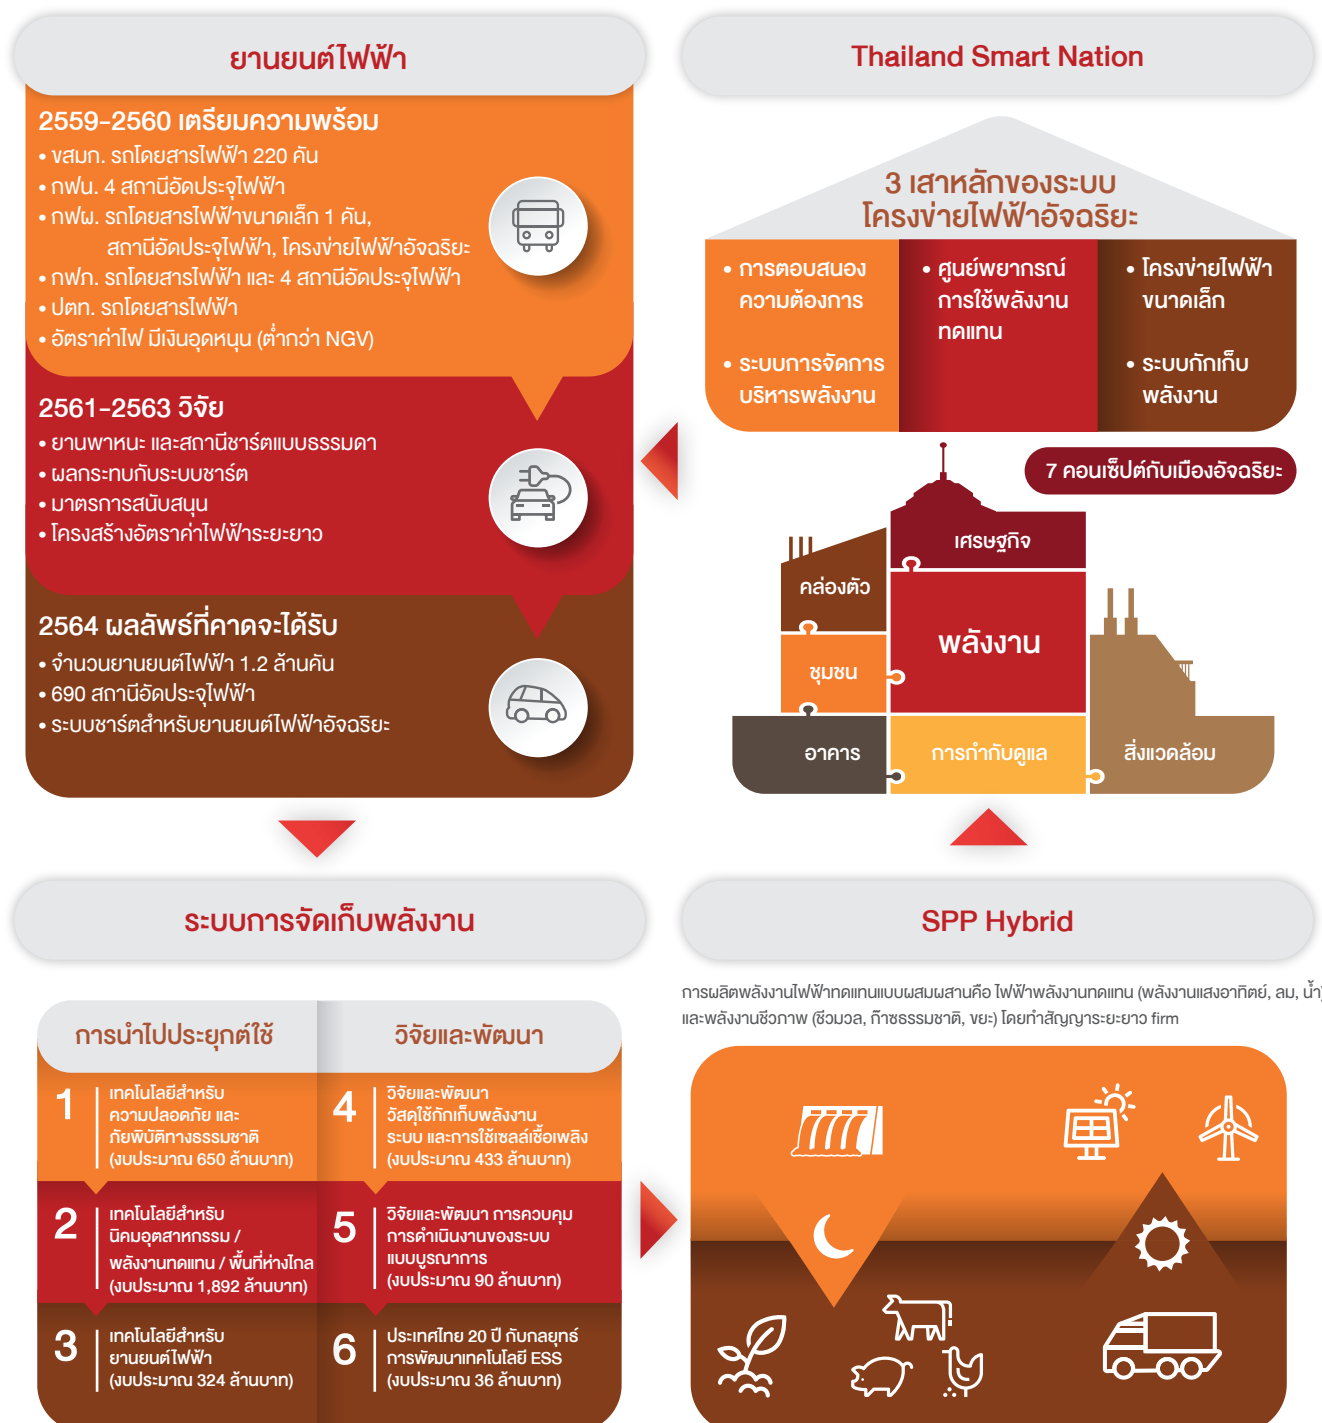 ยานยนต์ไฟฟ้า
2559-2560 เตรียมความพร้อม
• ขสมก. รถโดยสารไฟฟ้า 220 คัน
• กฟน. 4 สถานีอัดประจุไฟฟ้า
• กฟผ. รถโดยสารไฟฟ้าขนาดเล็ก 1 คัน,
สถานีอัดประจุไฟฟ้า, โครงข่ายไฟฟ้าอัจฉริยะ
• กฟภ. รถโดยสารไฟฟ้า และ 4 สถานีอัดประจุไฟฟ้า
• ปตท. รถโดยสารไฟฟ้า
• อัตราค่าไฟ มีเงินอุดหนุน (ต่ำกว่า NGV)
2561-2563 วิจัย
• ยานพาหนะ และสถานีชาร์ตแบบธรรมดา
• ผลกระทบกับระบบชาร์ต
• มาตรการสนับสนุน
• โครงสร้างอัตราค่าไฟฟ้าระยะยาว
2564 ผลลัพธ์ที่คาดจะได้รับ
• จำนวนยานยนต์ไฟฟ้า 1.2 ล้านคัน
• 690 สถานีอัดประจุไฟฟ้า
• ระบบชาร์ตสำหรับยานยนต์ไฟฟ้าอัจฉริยะ
Thailand Smart Nation
3 เสาหลักของระบบ
โครงข่ายไฟฟ้าอัจฉริยะ
• การตอบสนอง
ความต้องการ
• ระบบการจัดการ
บริหารพลังงาน
• ศูนย์พยากรณ์
การใช้พลังงาน
ทดแทน
• โครงข่ายไฟฟ้า
ขนาดเล็ก
• ระบบกักเก็บ
พลังงาน
7 คอนเซ็ปต์กับเมืองอัจฉริยะ
เศรษฐกิจ
คล่องตัว
พลังงาน
ชุมชน
อาคาร
การกำกับดูแล
สิ่งแวดล้อม
ระบบการจัดเก็บพลังงาน
การนำไปประยุกต์ใช้
1
เทคโนโลยีสำหรับ
ความปลอดภัย และ
ภัยพิบัติทางธรรมชาติ
(งบประมาณ 650 ล้านบาท)
2
เทคโนโลยีสำหรับ
นิคมอุตสาหกรรม /
พลังงานทดแทน / พื้นที่ห่างไกล
(งบประมาณ 1,892 ล้านบาท)
3
เทคโนโลยีสำหรับ
ยานยนต์ไฟฟ้า
(งบประมาณ 324 ล้านบาท)
วิจัยและพัฒนา
4
วิจัยและพัฒนา
วัสดุใช้กักเก็บพลังงาน
ระบบ และการใช้เซลล์เชื้อเพลิง
(งบประมาณ 433 ล้านบาท)
5
วิจัยและพัฒนา การควบคุม
การดำเนินงานของระบบ
แบบบูรณาการ
(งบประมาณ 90 ล้านบาท)
6
ประเทศไทย 20 ปี กับกลยุทธ์
การพัฒนาเทคโนโลยี ESS
(งบประมาณ 36 ล้านบาท)
SPP Hybrid
การผลิตพลังงานไฟฟ้าทดแทนแบบผสมผสานคือ ไฟฟ้าพลังงานทดแทน (พลังงานแสงอาทิตย์, ลม, น้ำ)
และพลังงานชีวภาพ (ชีวมวล, ก๊าซธรรมชาติ, ขยะ) โดยทำสัญญาระยะยาว firm